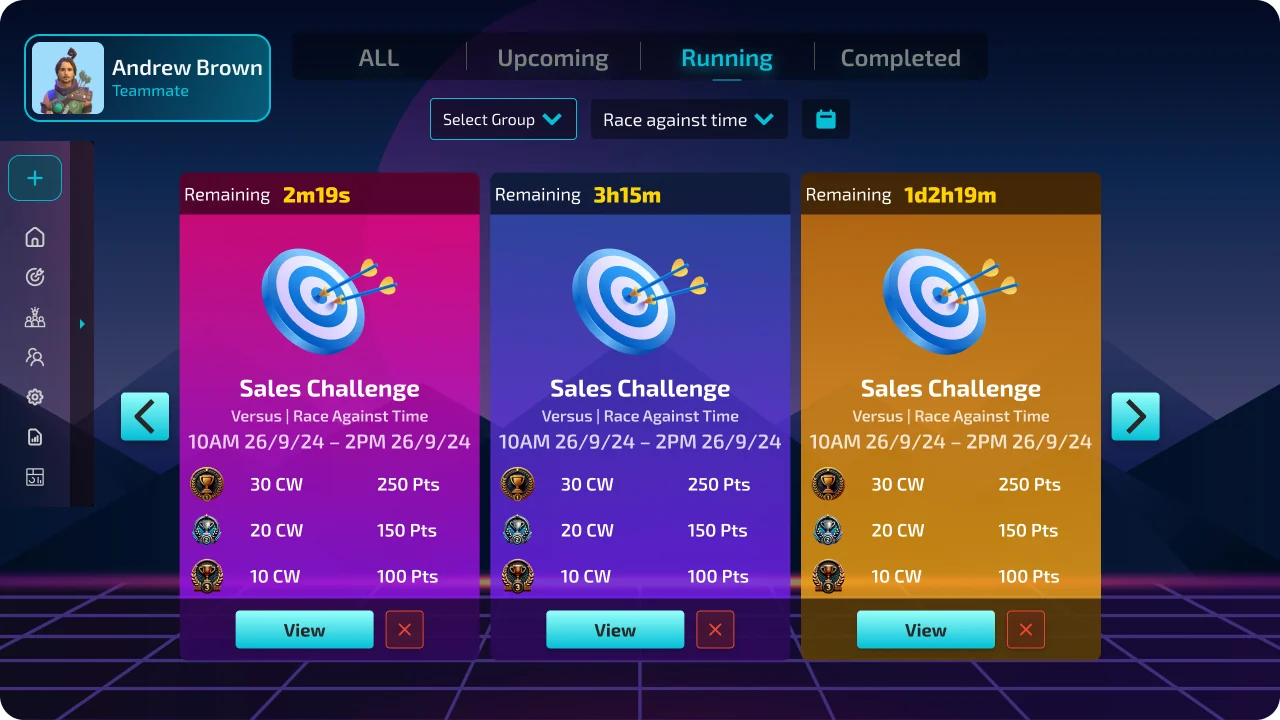 Andrew Brown
Teammate
ALL
Upcoming
Running
Completed
Select Group
Race against time
Remaining 2m19s
Sales Challenge
Versus | Race Against Time
10AM 26/9/24 – 2PM 26/9/24
30 CW 250 Pts
20 CW 150 Pts
10 CW 100 Pts
View
Remaining 3h15m
Sales Challenge
Versus | Race Against Time
10AM 26/9/24 – 2PM 26/9/24
30 CW 250 Pts
20 CW 150 Pts
10 CW 100 Pts
View
Remaining 1d2h19m
Sales Challenge
Versus | Race Against Time
10AM 26/9/24 – 2PM 26/9/24
30 CW 250 Pts
20 CW 150 Pts
10 CW 100 Pts
View